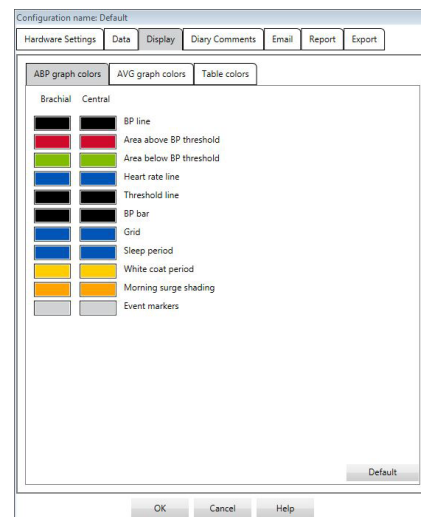 Configuration name: Default
Hardware Settings Data Display Diary Comments Email Report Export
ABP graph colors AVG graph colors Table colors
Brachial Central
BP line
Area above BP threshold
Area below BP threshold
Heart rate line
Threshold line
BP bar
Grid
Sleep period
White coat period
Morning surge shading
Event markers
Default
OK Cancel Help